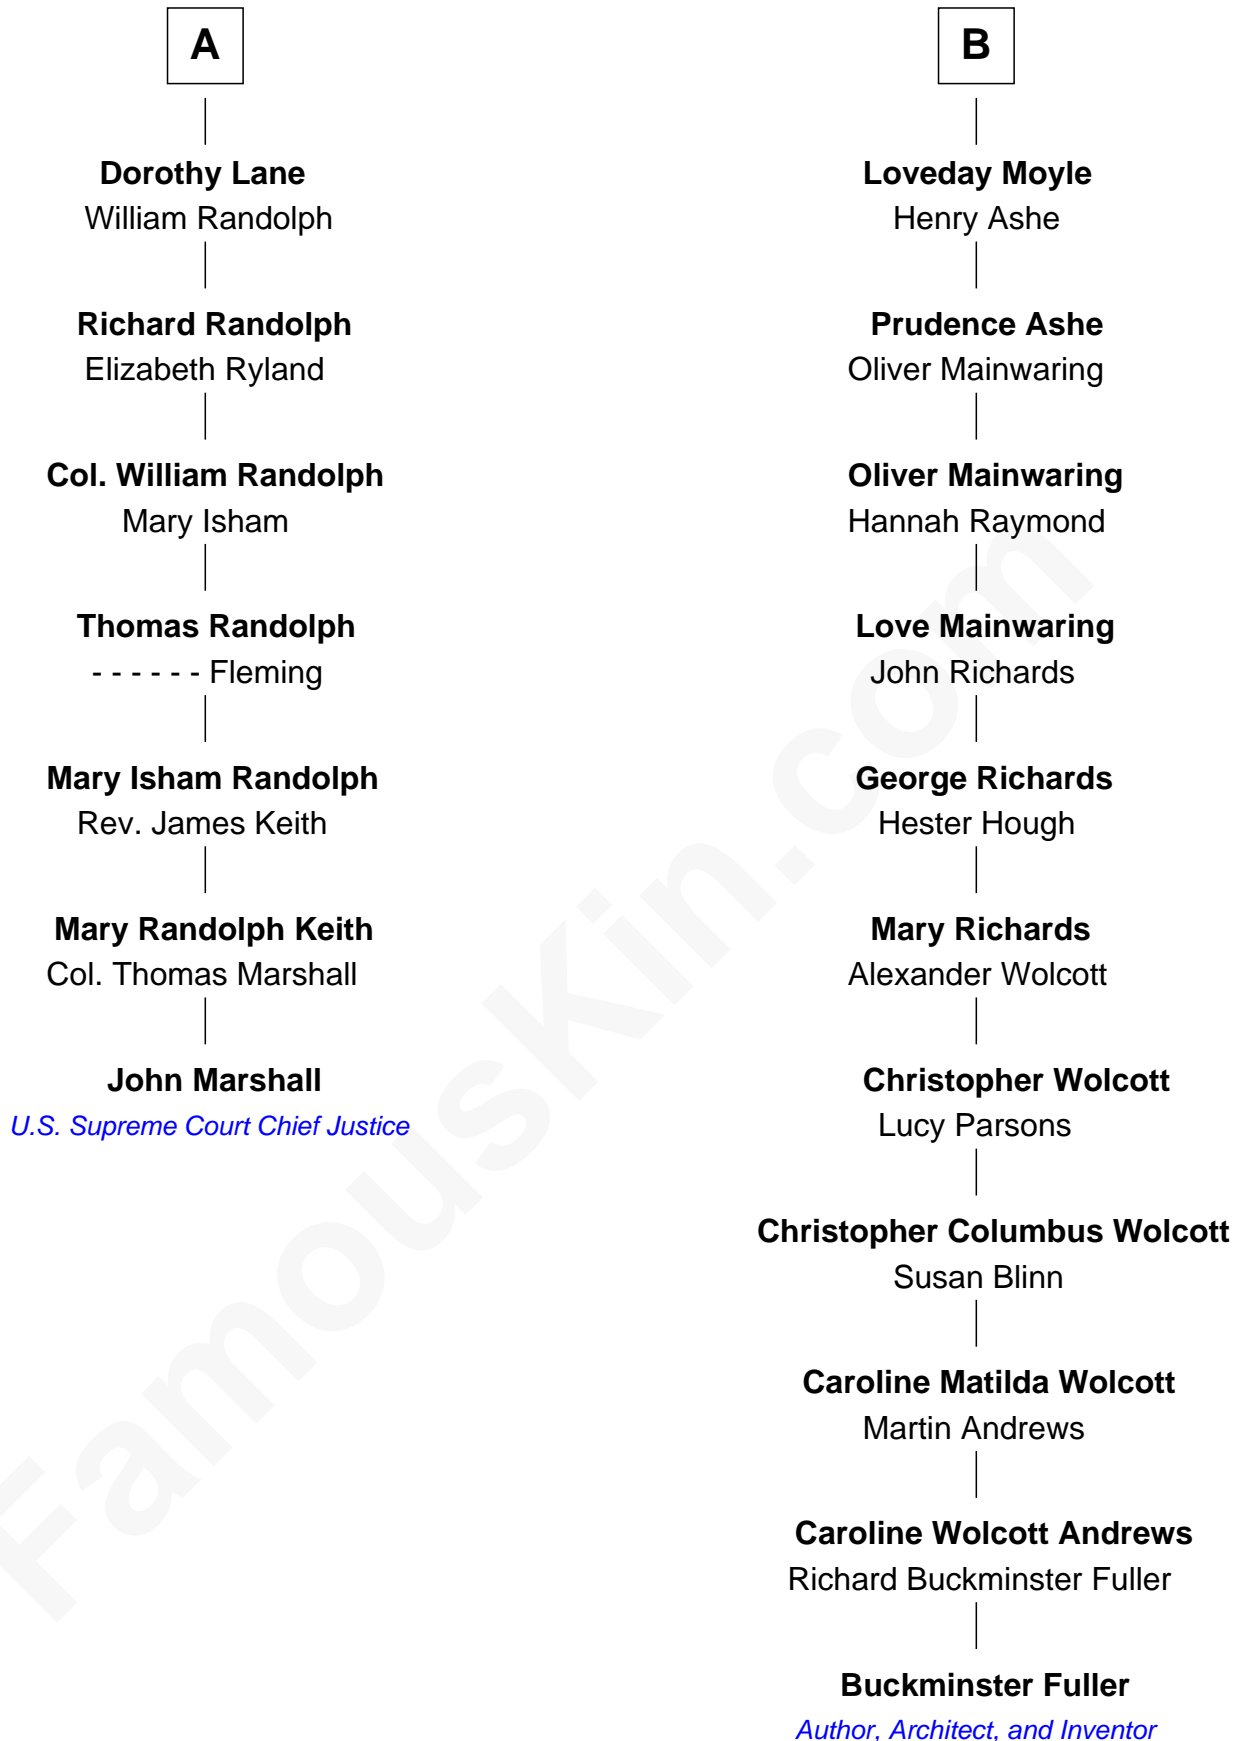 A
Dorothy Lane
William Randolph
Richard Randolph
Elizabeth Ryland
Col. William Randolph
Mary Isham
Thomas Randolph
- - - - - - Fleming
Mary Isham Randolph
Rev. James Keith
Mary Randolph Keith
Col. Thomas Marshall
John Marshall
U.S. Supreme Court Chief Justice
B
Loveday Moyle
Henry Ashe
Prudence Ashe
Oliver Mainwaring
Oliver Mainwaring
Hannah Raymond
Love Mainwaring
John Richards
George Richards
Hester Hough
Mary Richards
Alexander Wolcott
Christopher Wolcott
Lucy Parsons
Christopher Columbus Wolcott
Susan Blinn
Caroline Matilda Wolcott
Martin Andrews
Caroline Wolcott Andrews
Richard Buckminster Fuller
Buckminster Fuller
Author, Architect, and Inventor
FamousKin.com